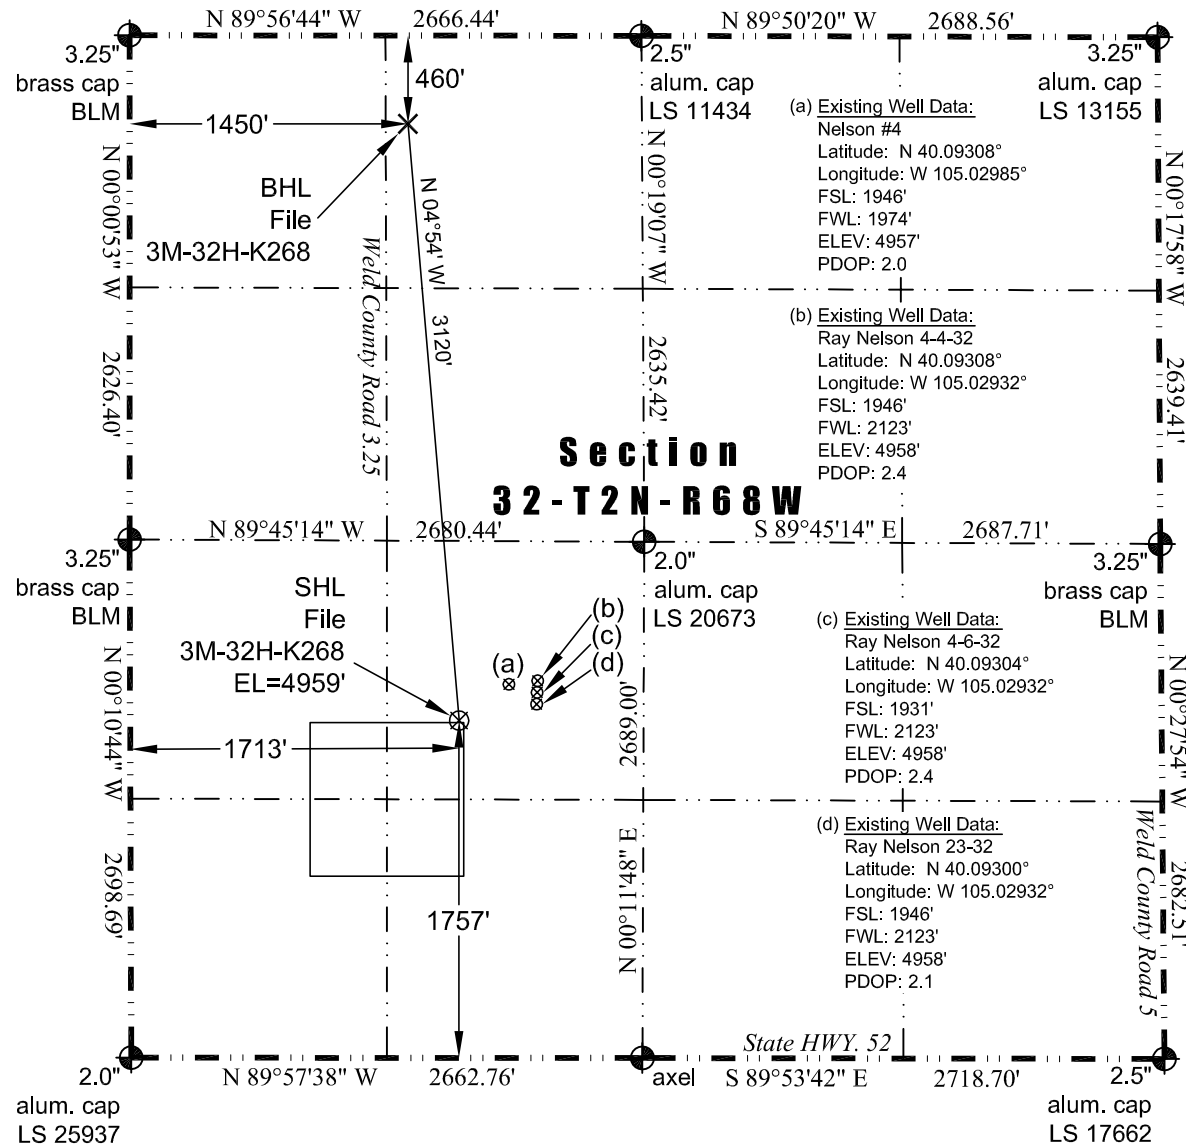 N 89°56'44" W 2666.44'
N 89°50'20" W 2688.56'
3.25"
brass cap
BLM
460'
1450'
2.5"
alum. cap
LS 11434
3.25"
alum. cap
LS 13155
(a) Existing Well Data:
Nelson #4
Latitude: N 40.09308°
Longitude: W 105.02985°
FSL: 1946'
FWL: 1974'
ELEV: 4957'
PDOP: 2.0
BHL
File
3M-32H-K268
N 00°00'53" W
2626.40'
Weld County Road 3.25
N 04°54' W
3120'
N 00°19'07" W
2635.42'
N 00°17'58" W
2639.41'
(b) Existing Well Data:
Ray Nelson 4-4-32
Latitude: N 40.09308°
Longitude: W 105.02932°
FSL: 1946'
FWL: 2123'
ELEV: 4958'
PDOP: 2.4
Section
32-T2N-R68W
N 89°45'14" W 2680.44'
S 89°45'14" E 2687.71'
3.25"
brass cap
BLM
2.0"
alum. cap
LS 20673
3.25"
brass cap
BLM
SHL
File
3M-32H-K268
EL=4959'
(a)
(b)
(c)
(d)
(c) Existing Well Data:
Ray Nelson 4-6-32
Latitude: N 40.09304°
Longitude: W 105.02932°
FSL: 1931'
FWL: 2123'
ELEV: 4958'
PDOP: 2.4
N 00°10'44" W
2698.69'
1713'
1757'
2689.00'
N 00°11'48" E
N 00°27'54" W
2682.51'
Weld County Road 5
(d) Existing Well Data:
Ray Nelson 23-32
Latitude: N 40.09300°
Longitude: W 105.02932°
FSL: 1946'
FWL: 2123'
ELEV: 4958'
PDOP: 2.1
State HWY. 52
2.0"
alum. cap
LS 25937
N 89°57'38" W 2662.76'
axel
S 89°53'42" E 2718.70'
2.5"
alum. cap
LS 17662